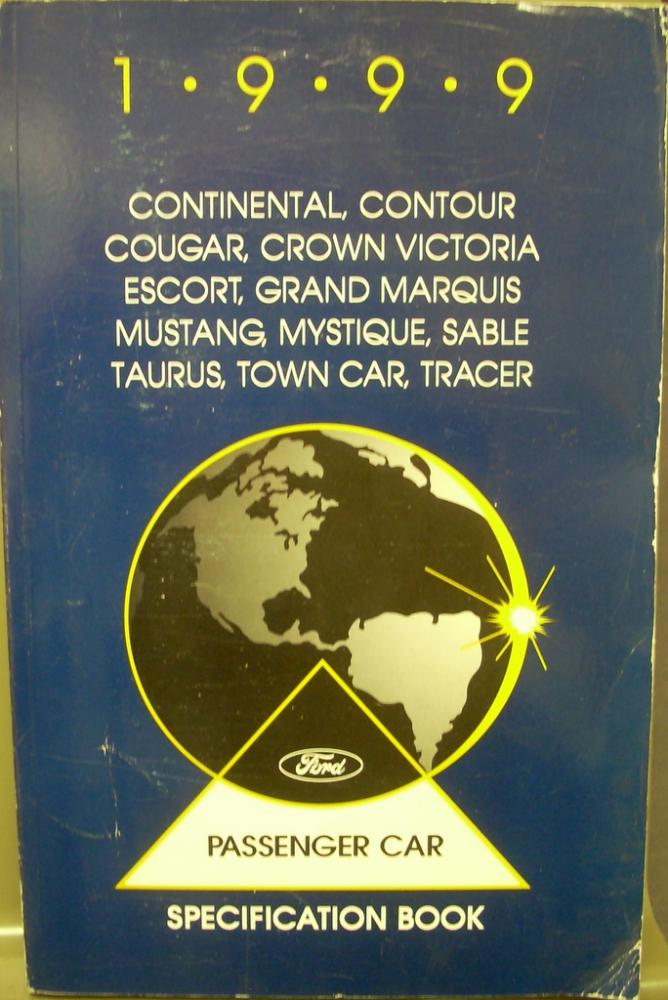 1 • 9 • 9 • 9
CONTINENTAL, CONTOUR
COUGAR, CROWN VICTORIA
ESCORT, GRAND MARQUIS
MUSTANG, MYSTIQUE, SABLE
TAURUS, TOWN CAR, TRACER
Ford
PASSENGER CAR
SPECIFICATION BOOK